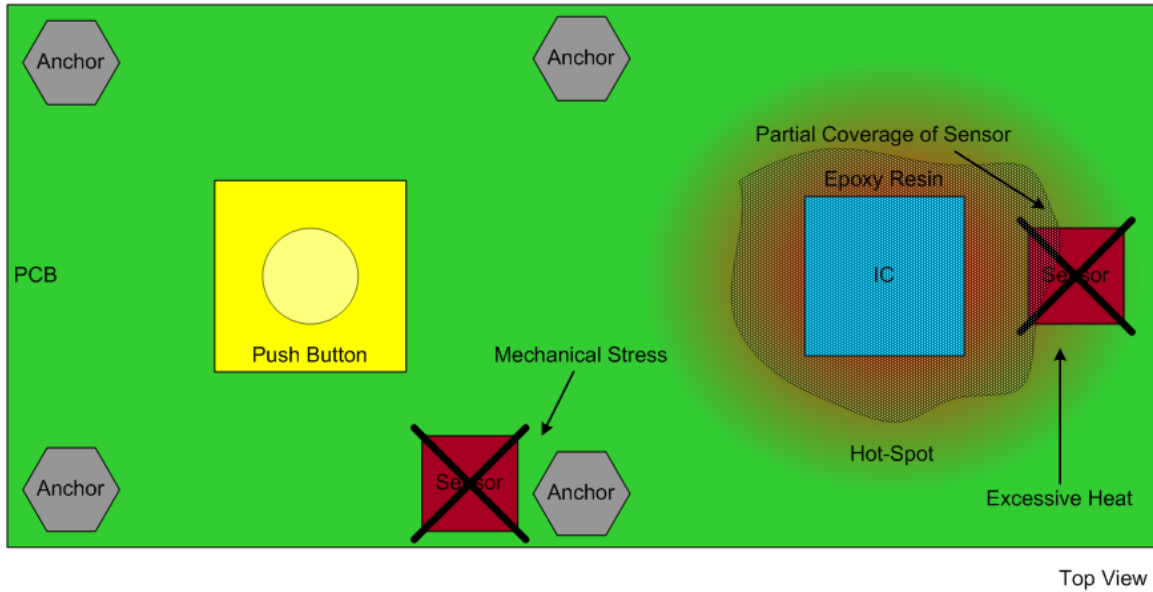 Anchor
Anchor
Partial Coverage of Sensor
Epoxy Resin
PCB
IC
Sensor
Push Button
Mechanical Stress
Hot-Spot
Sensor
Anchor
Anchor
Excessive Heat
Top View